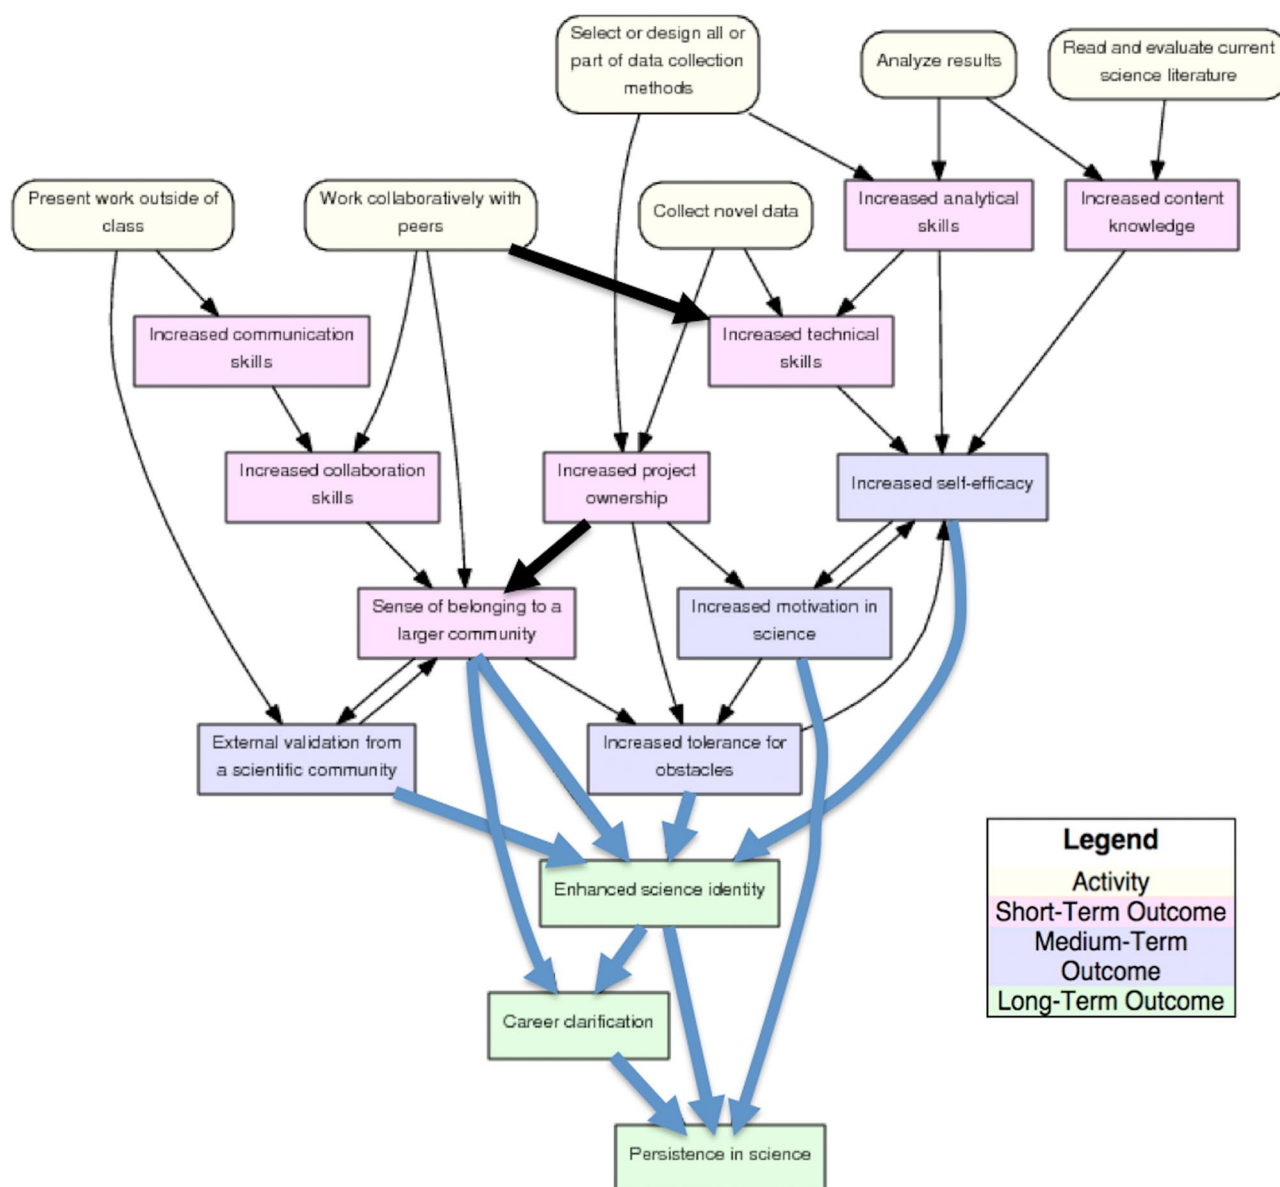 Select or design all or
part of data collection
methods
Analyze results
Read and evaluate current
science literature
Present work outside of
class
Work collaboratively with
peers
Collect novel data
Increased analytical
skills
Increased content
knowledge
Increased communication
skills
Increased technical
skills
Increased collaboration
skills
Increased project
ownership
Increased self-efficacy
Sense of belonging to a
larger community
Increased motivation in
science
External validation from
a scientific community
Increased tolerance for
obstacles
Enhanced science identity
Career clarification
Persistence in science
Legend
Activity
Short-Term Outcome
Medium-Term
Outcome
Long-Term Outcome